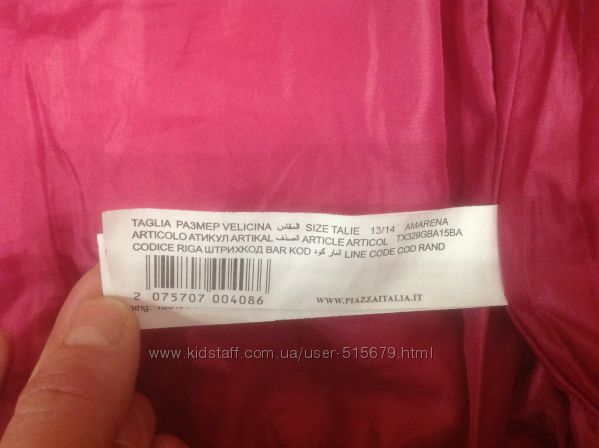 TAGLIA РАЗМЕР VELICINA المقاس SIZE TALIE 13/14 AMARENA
ARTICOLO АТИКУЛ ARTIKAL الصنف ARTICLE ARTICOL TX329GBA15BA
CODICE RIGA ШТРИХКОД BAR KOD البار كود LINE CODE COD RAND
2 075707 004086
WWW.PIAZZAITALIA.IT
www.kidstaff.com.ua/user-515679.html